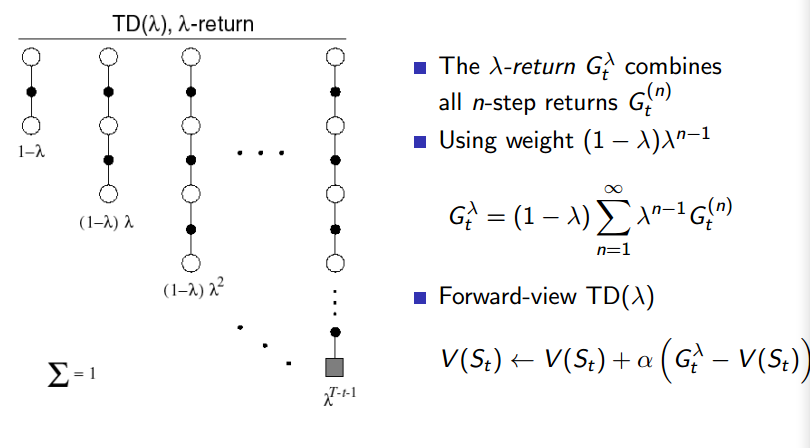 TD(λ), λ-return
1−λ
(1−λ) λ
(1−λ) λ²
Σ = 1
λ^{T-t-1}
The λ-return G_t^λ combines
all n-step returns G_t^{(n)}
Using weight (1 − λ)λ^{n−1}
G_t^λ = (1 − λ) ∑_{n=1}^{∞} λ^{n−1} G_t^{(n)}
Forward-view TD(λ)
V(S_t) ← V(S_t) + α (G_t^λ − V(S_t))